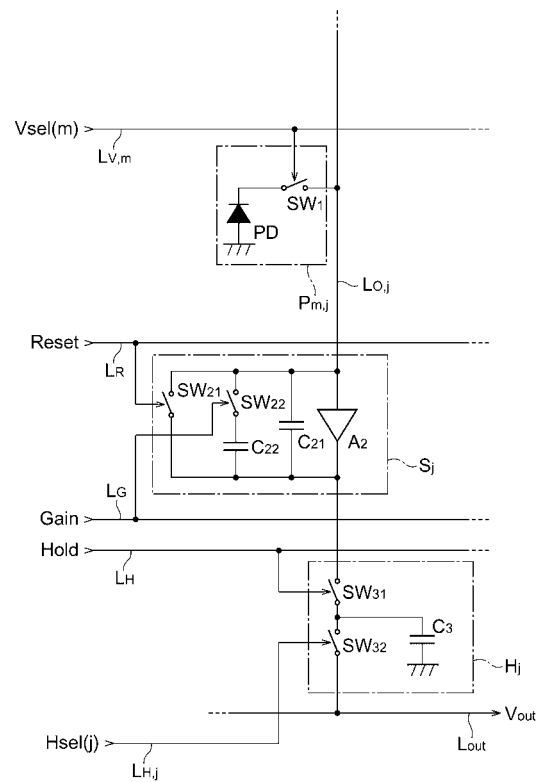 Vsel(m)
LV,m
SW1
PD
Pm,j
LO,j
Reset
LR
SW21
SW22
C22
C21
A2
Sj
LG
Gain
Hold
LH
SW31
C3
SW32
Hj
Vout
Lout
Hsel(j)
LH,j